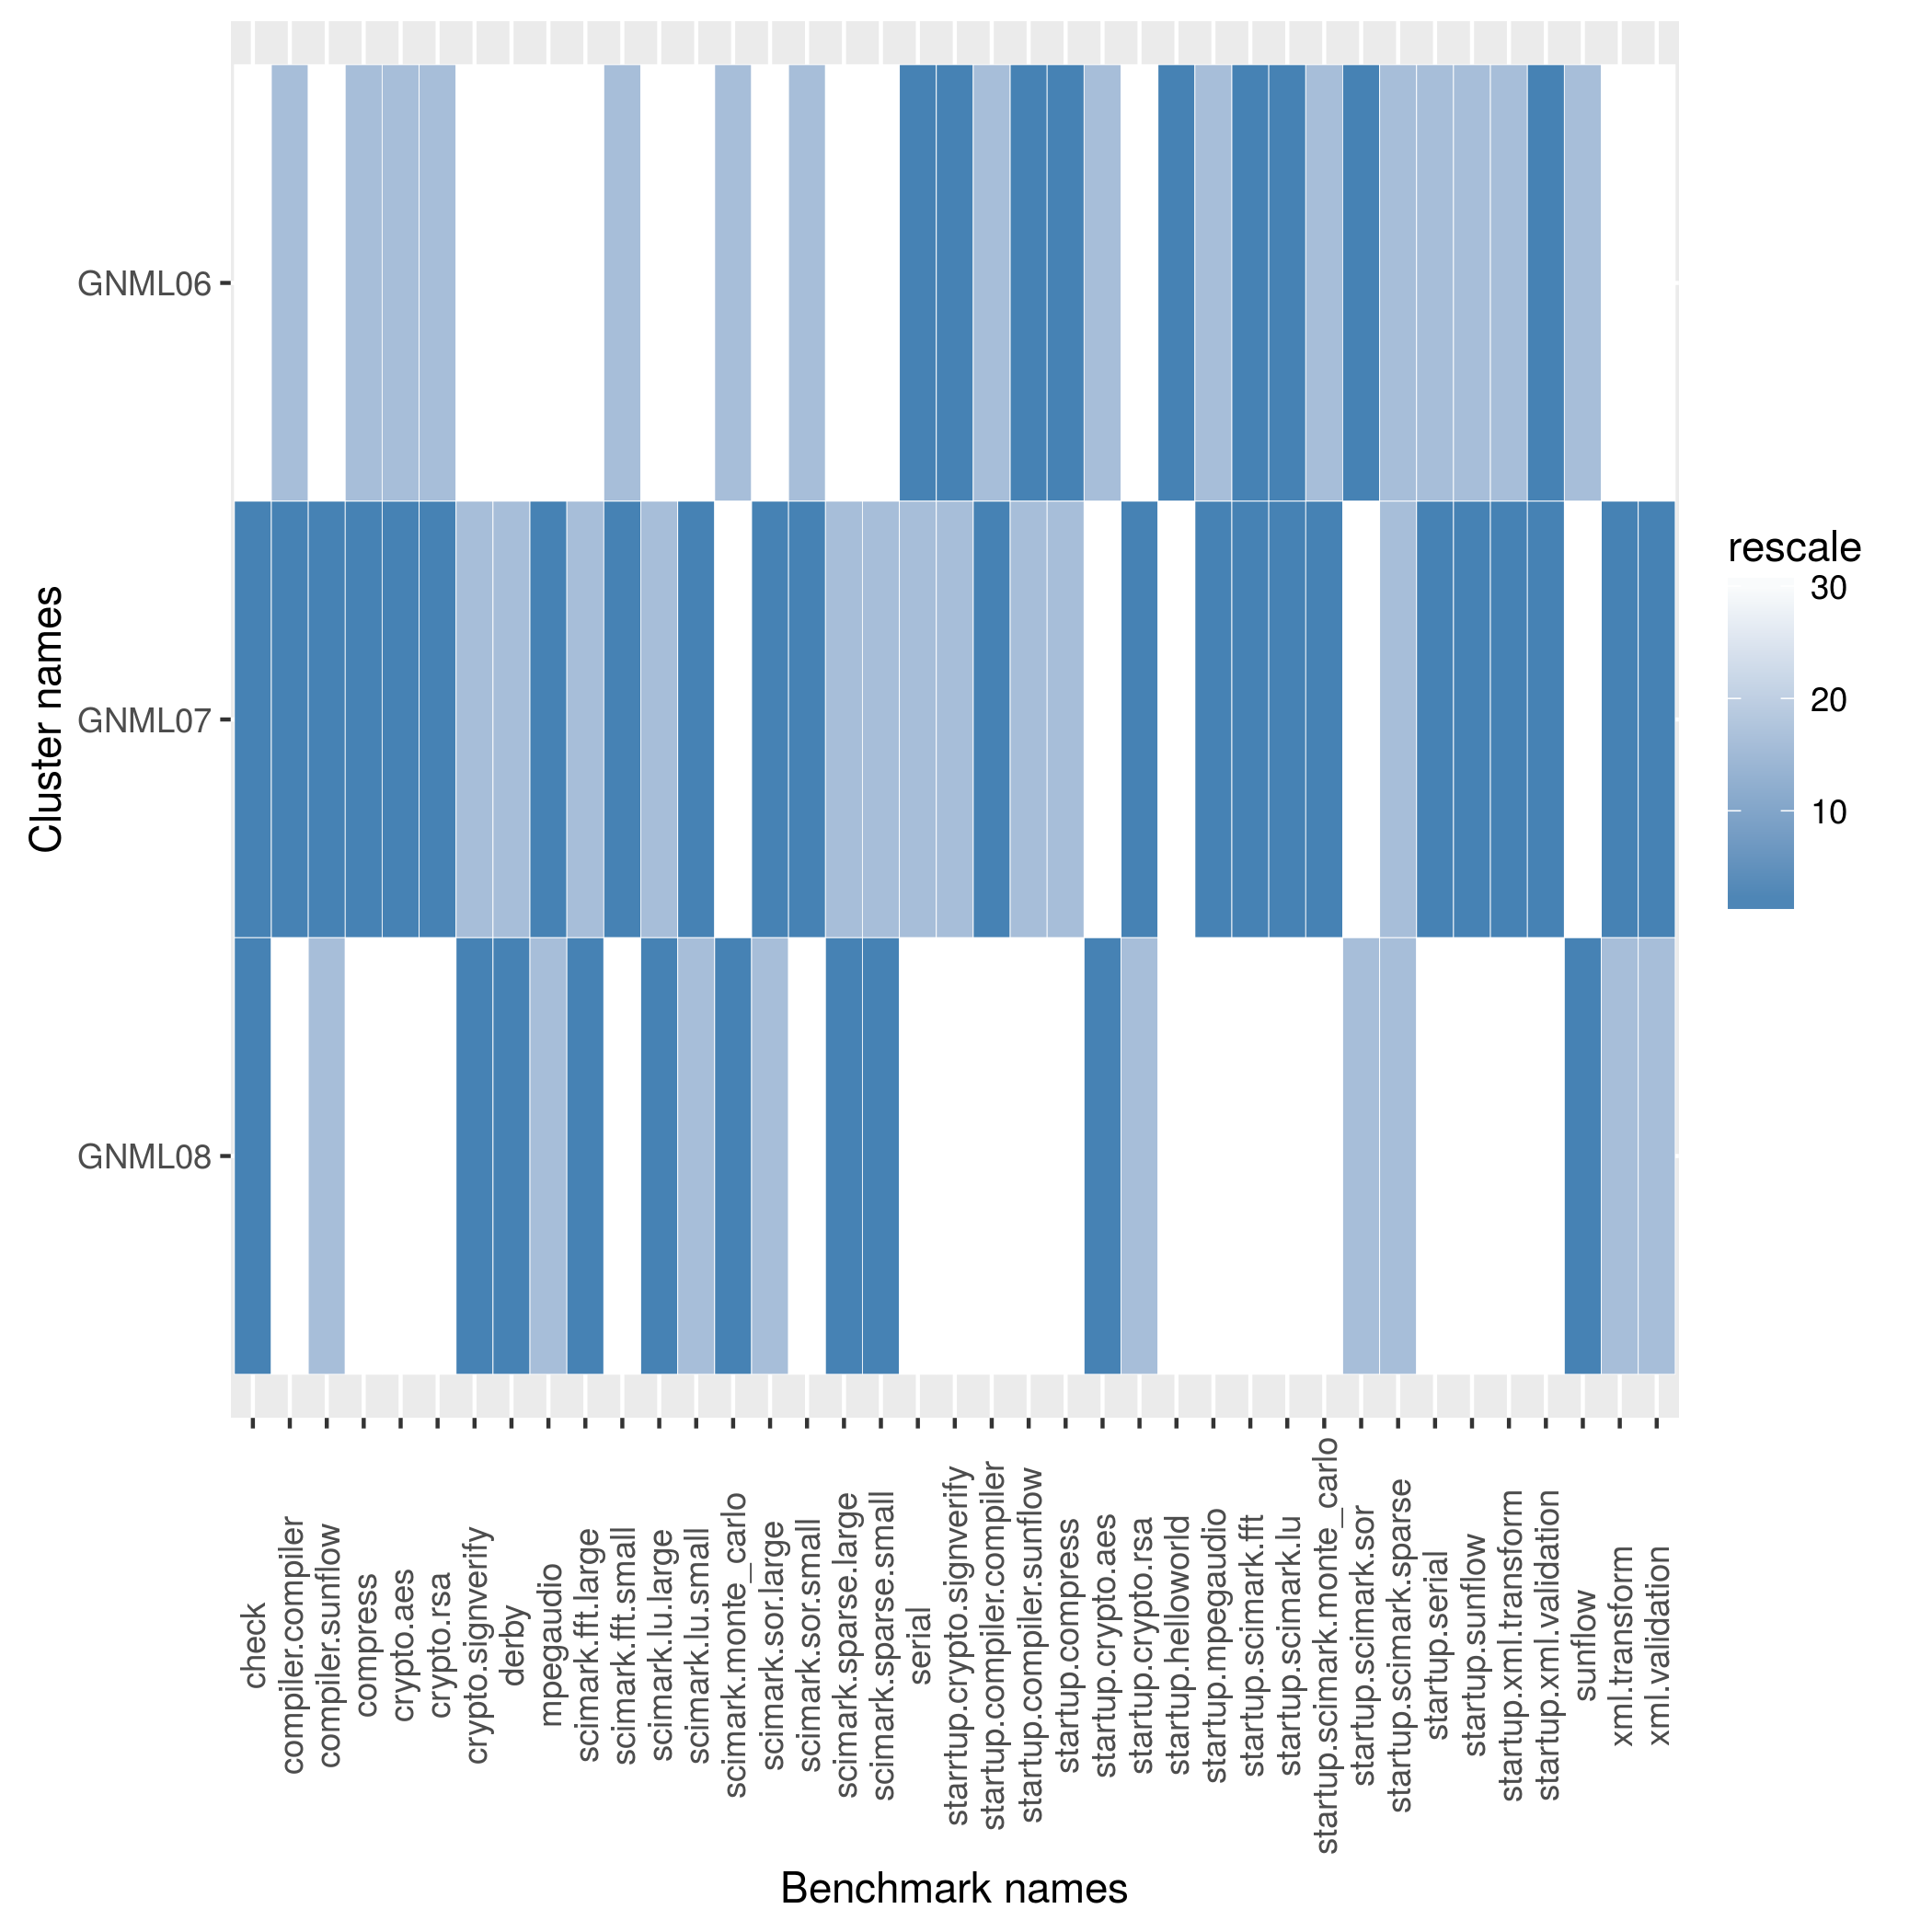 GNML06
GNML07
GNML08
Cluster names
rescale
30
20
10
check
compiler.compiler
compiler.sunflow
compress
crypto.aes
crypto.rsa
crypto.signverify
derby
mpegaudio
scimark.fft.large
scimark.fft.small
scimark.lu.large
scimark.lu.small
scimark.monte_carlo
scimark.sor.large
scimark.sor.small
scimark.sparse.large
scimark.sparse.small
serial
starrtup.crypto.signverify
startup.compiler.compiler
startup.compiler.sunflow
startup.compress
startup.crypto.aes
startup.crypto.rsa
startup.helloworld
startup.mpegaudio
startup.scimark.fft
startup.scimark.lu
startup.scimark.monte_carlo
startup.scimark.sor
startup.scimark.sparse
startup.serial
startup.sunflow
startup.xml.transform
startup.xml.validation
sunflow
xml.transform
xml.validation
Benchmark names